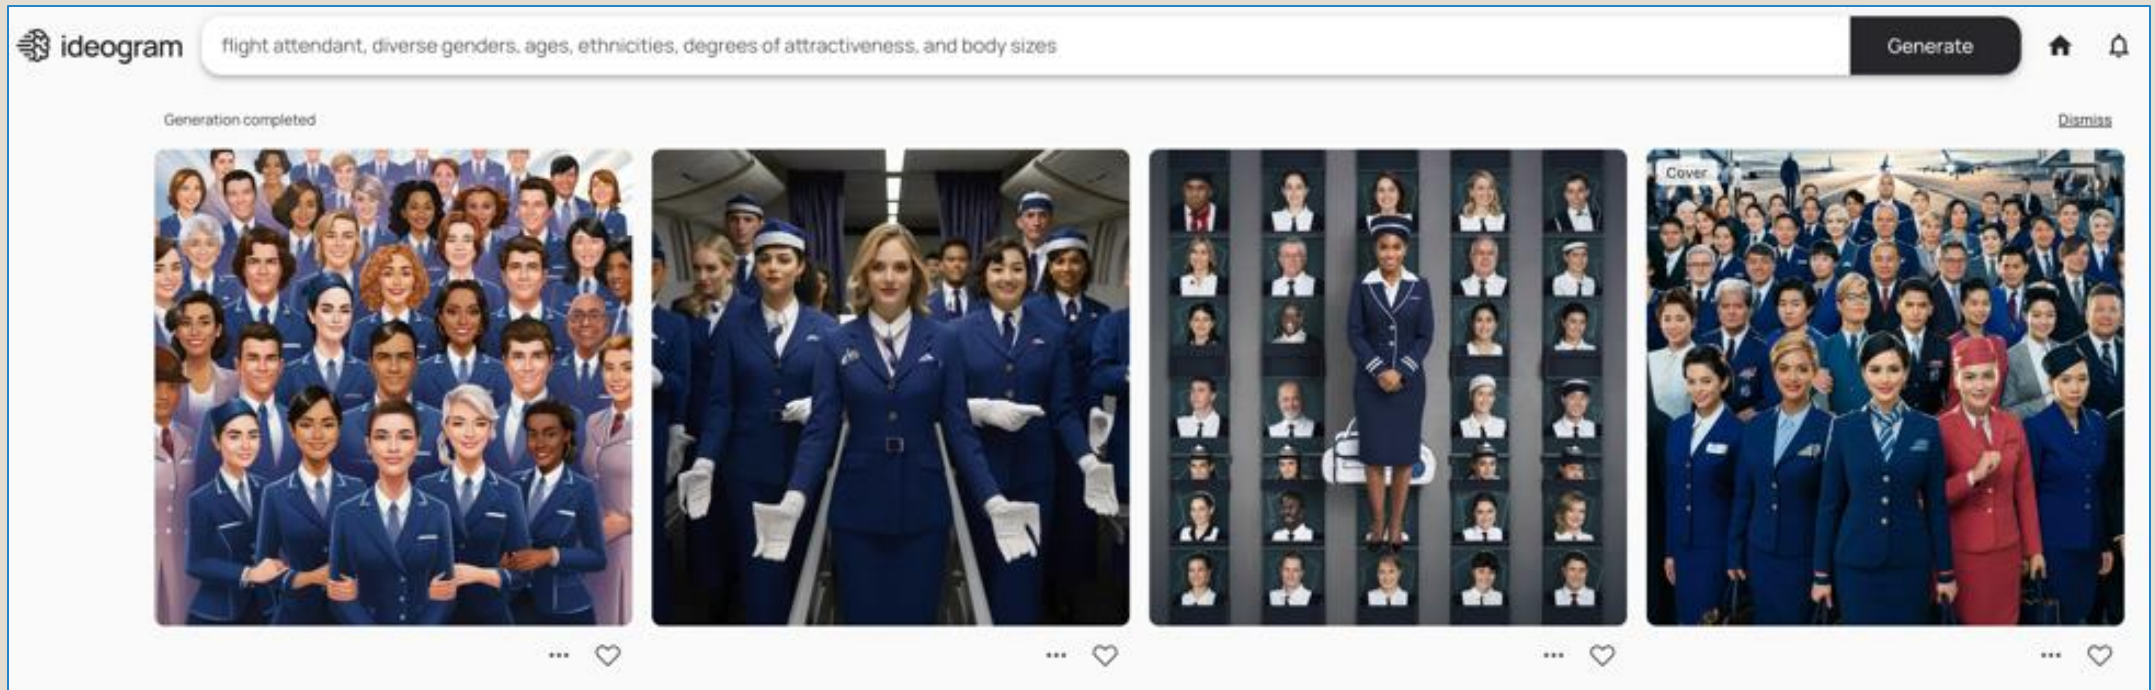 ideogram
flight attendant, diverse genders, ages, ethnicities, degrees of attractiveness, and body sizes
Generate
Generation completed
Dismiss
Cover